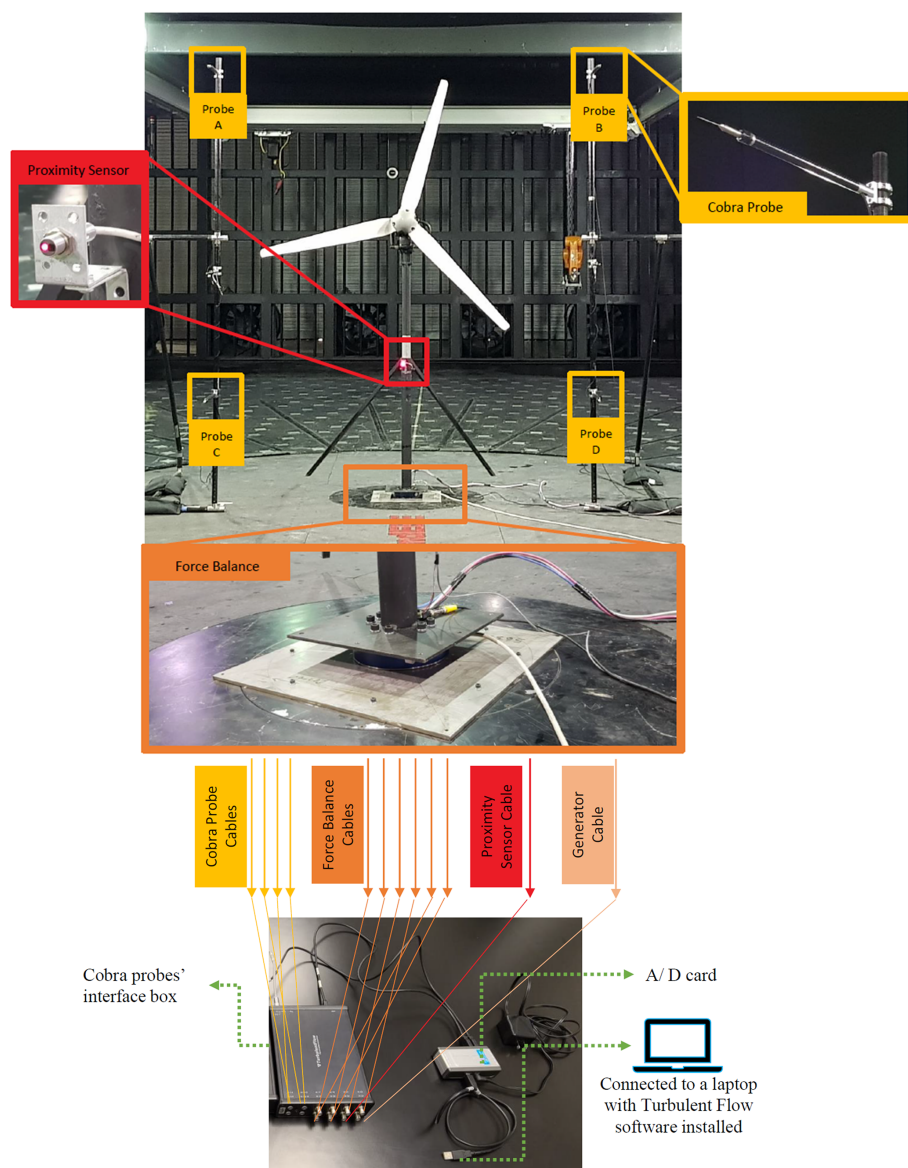 Probe
A
Probe
B
Proximity Sensor
Cobra Probe
Probe
C
Probe
D
Force Balance
Cobra Probe
Cables
Force Balance
Cables
Proximity
Sensor Cable
Generator
Cable
Cobra probes'
interface box
A/ D card
Connected to a laptop
with Turbulent Flow
software installed